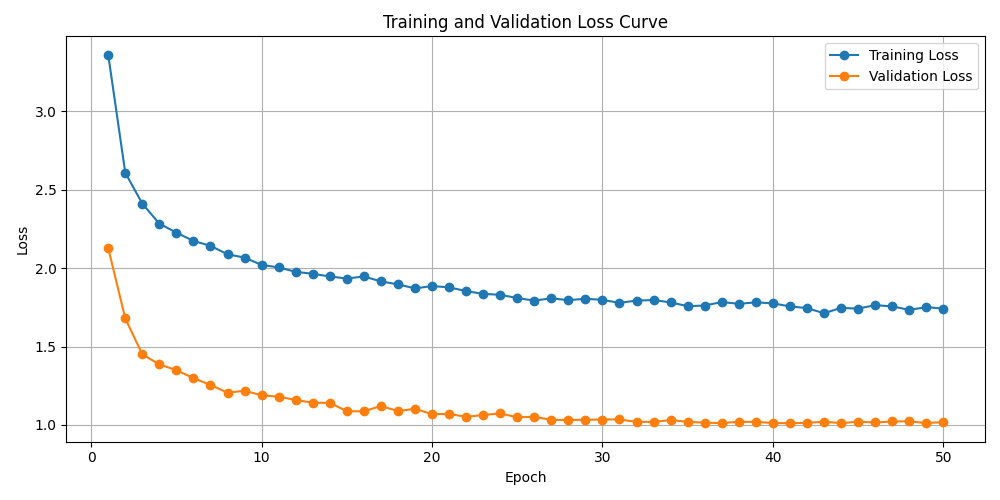 Training and Validation Loss Curve
Training Loss
Validation Loss
Loss
3.0
2.5
2.0
1.5
1.0
0 10 20 30 40 50
Epoch